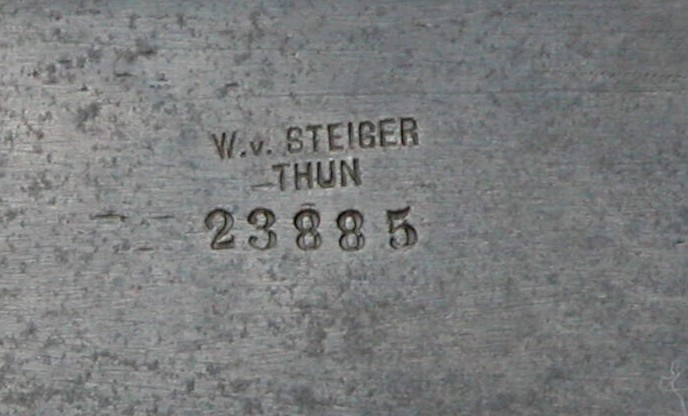 W.v. STEIGER
THUN
23885